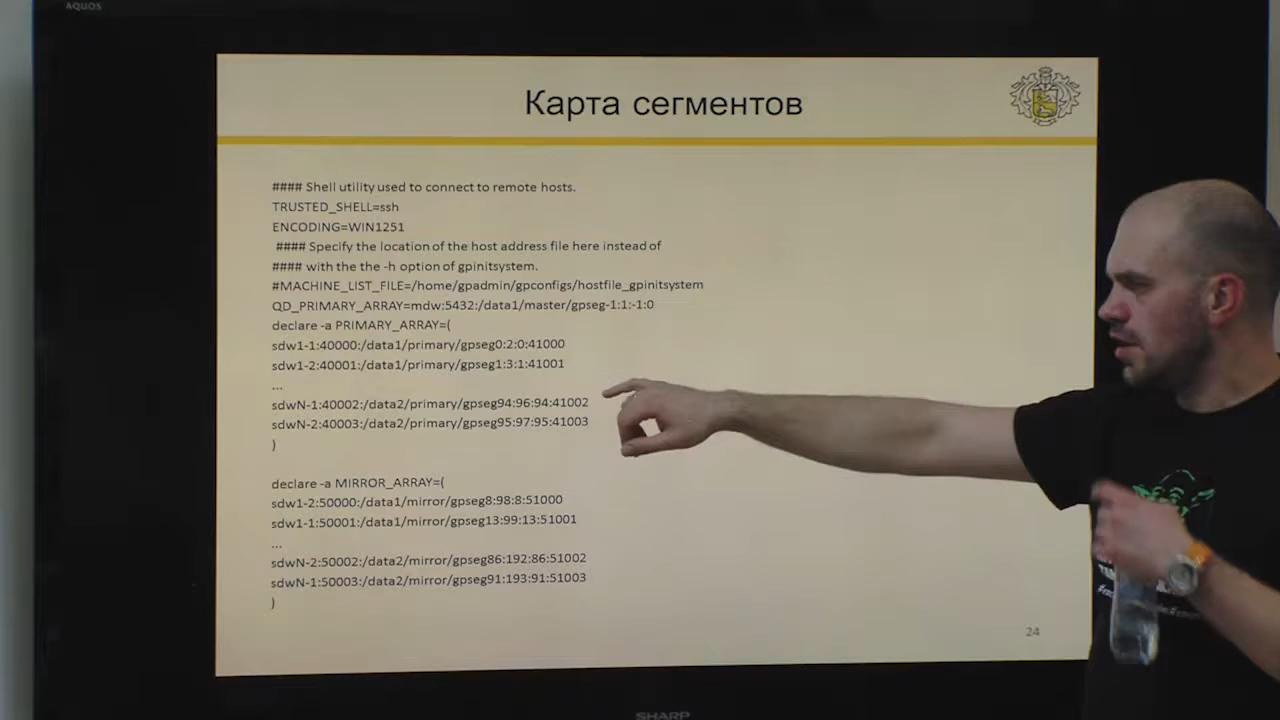 AQUOS
Карта сегментов
#### Shell utility used to connect to remote hosts.
TRUSTED_SHELL=ssh
ENCODING=WIN1251
#### Specify the location of the host address file here instead of
#### with the the -h option of gpinitsystem.
#MACHINE_LIST_FILE=/home/gpadmin/gpconfigs/hostfile_gpinitsystem
QD_PRIMARY_ARRAY=mdw:5432:/data1/master/gpseg-1:1:-1:0
declare -a PRIMARY_ARRAY=(
sdw1-1:40000:/data1/primary/gpseg0:2:0:41000
sdw1-2:40001:/data1/primary/gpseg1:3:1:41001
...
sdwN-1:40002:/data2/primary/gpseg94:96:94:41002
sdwN-2:40003:/data2/primary/gpseg95:97:95:41003
)
declare -a MIRROR_ARRAY=(
sdw1-2:50000:/data1/mirror/gpseg8:98:8:51000
sdw1-1:50001:/data1/mirror/gpseg13:99:13:51001
...
sdwN-2:50002:/data2/mirror/gpseg86:192:86:51002
sdwN-1:50003:/data2/mirror/gpseg91:193:91:51003
)
24
SHARP